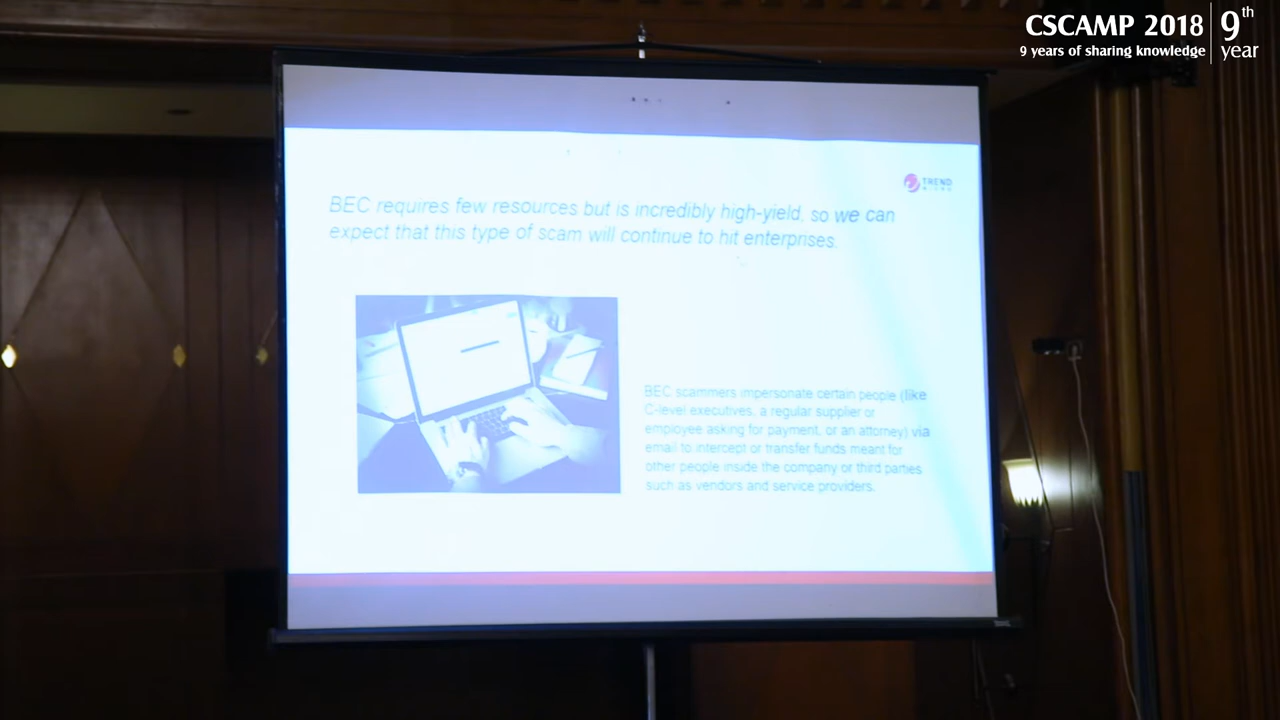 CSCAMP 2018
9 years of sharing knowledge
9th
year
TREND
MICRO
BEC requires few resources but is incredibly high-yield, so we can
expect that this type of scam will continue to hit enterprises.
BEC scammers impersonate certain people (like
C-level executives, a regular supplier or
employee asking for payment, or an attorney) via
email to intercept or transfer funds meant for
other people inside the company or third parties
such as vendors and service providers.